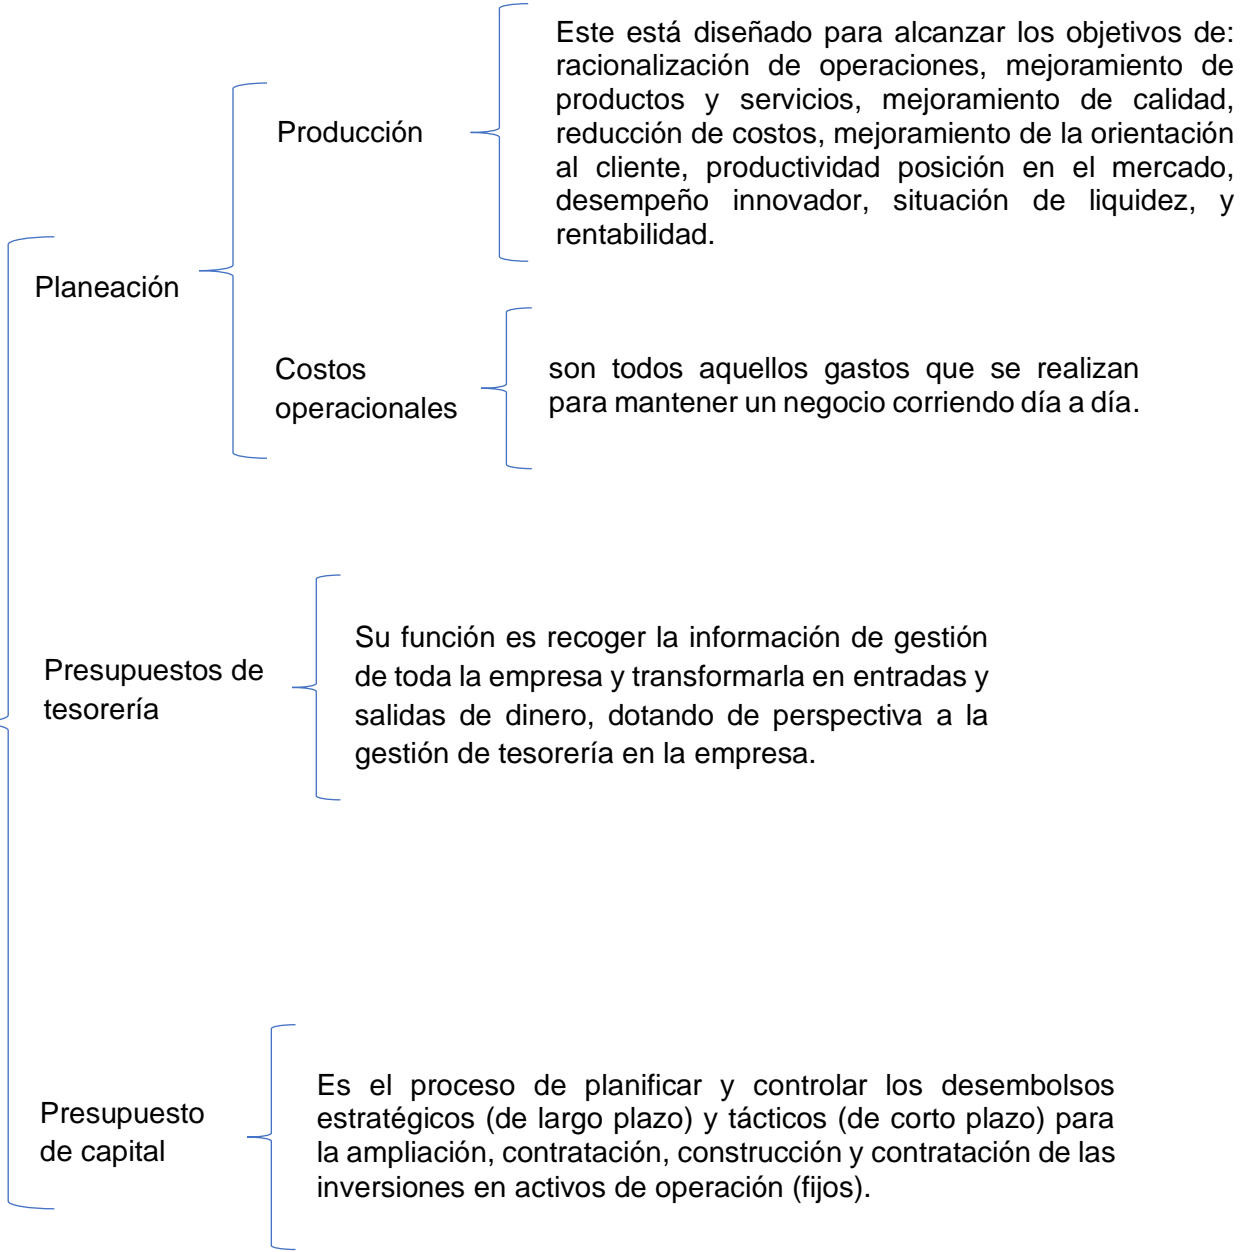 Este está diseñado para alcanzar los objetivos de:
racionalización de operaciones, mejoramiento de
productos y servicios, mejoramiento de calidad,
reducción de costos, mejoramiento de la orientación
al cliente, productividad posición en el mercado,
desempeño innovador, situación de liquidez, y
rentabilidad.
Producción
Planeación
Costos
operacionales
son todos aquellos gastos que se realizan
para mantener un negocio corriendo día a día.
Presupuestos de
tesorería
Su función es recoger la información de gestión
de toda la empresa y transformarla en entradas y
salidas de dinero, dotando de perspectiva a la
gestión de tesorería en la empresa.
Presupuesto
de capital
Es el proceso de planificar y controlar los desembolsos
estratégicos (de largo plazo) y tácticos (de corto plazo) para
la ampliación, contratación, construcción y contratación de las
inversiones en activos de operación (fijos).